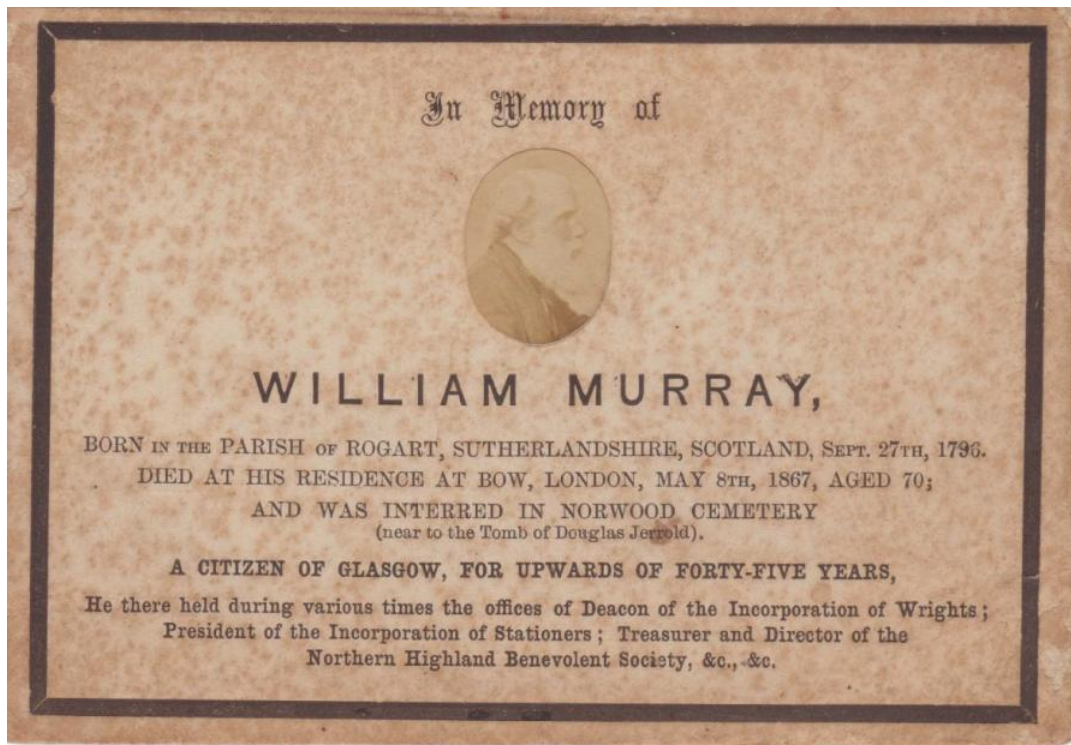 In Memory of
WILLIAM MURRAY,
BORN IN THE PARISH OF ROGART, SUTHERLANDSHIRE, SCOTLAND, SEPT. 27TH, 1796.
DIED AT HIS RESIDENCE AT BOW, LONDON, MAY 8TH, 1867, AGED 70;
AND WAS INTERRED IN NORWOOD CEMETERY
(near to the Tomb of Douglas Jerrold).
A CITIZEN OF GLASGOW, FOR UPWARDS OF FORTY-FIVE YEARS,
He there held during various times the offices of Deacon of the Incorporation of Wrights;
President of the Incorporation of Stationers; Treasurer and Director of the
Northern Highland Benevolent Society, &c., &c.